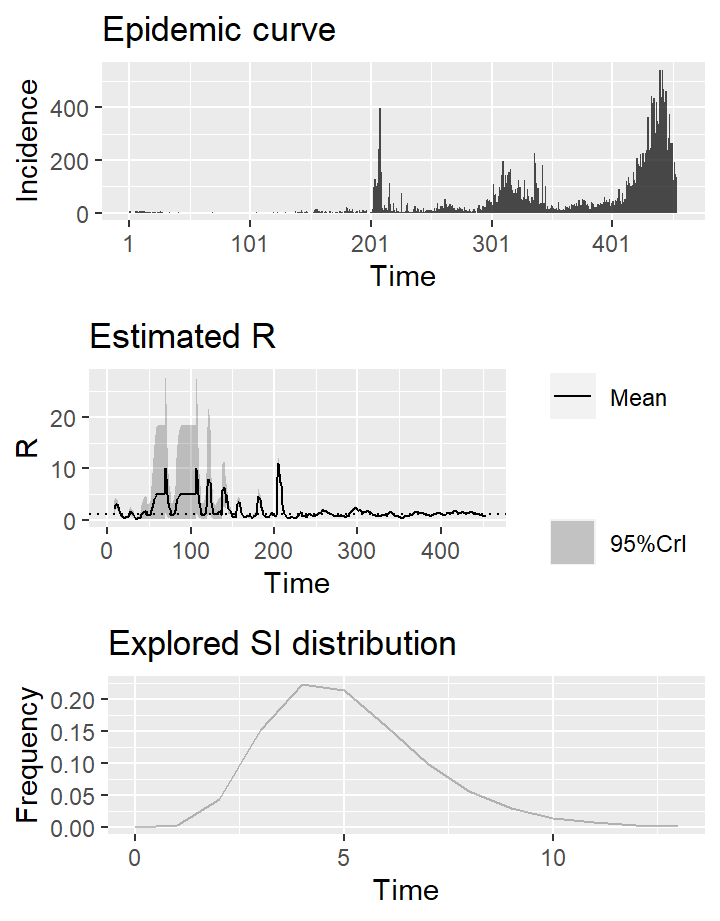 Epidemic curve
Incidence
400
200
0
1 101 201 301 401
Time
Estimated R
R
20
10
0
0 100 200 300 400
Time
Mean
95%CrI
Explored SI distribution
Frequency
0.20
0.15
0.10
0.05
0.00
0 5 10
Time